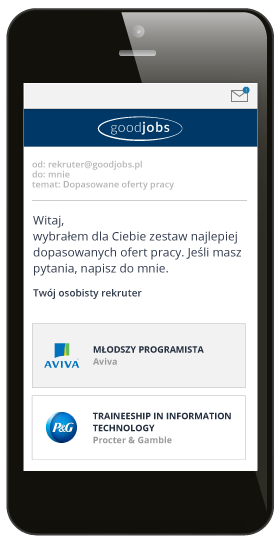 1
goodjobs
od: rekruter@goodjobs.pl
do: mnie
temat: Dopasowane oferty pracy
Witaj,
wybrałem dla Ciebie zestaw najlepiej
dopasowanych ofert pracy. Jeśli masz
pytania, napisz do mnie.
Twój osobisty rekruter
AVIVA
MŁODSZY PROGRAMISTA
Aviva
P&G
TRAINEESHIP IN INFORMATION
TECHNOLOGY
Procter & Gamble